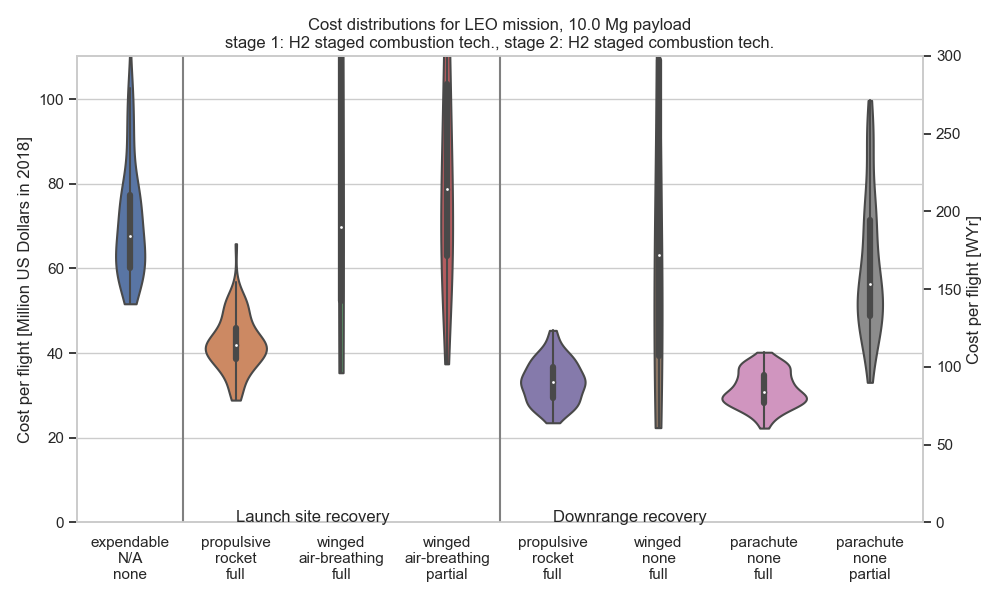 Cost distributions for LEO mission, 10.0 Mg payload
stage 1: H2 staged combustion tech., stage 2: H2 staged combustion tech.
Cost per flight [Million US Dollars in 2018]
100
80
60
40
20
0
300
250
200
150
100
50
0
Cost per flight [WYr]
Launch site recovery
Downrange recovery
expendable
N/A
none
propulsive
rocket
full
winged
air-breathing
full
winged
air-breathing
partial
propulsive
rocket
full
winged
none
full
parachute
none
full
parachute
none
partial